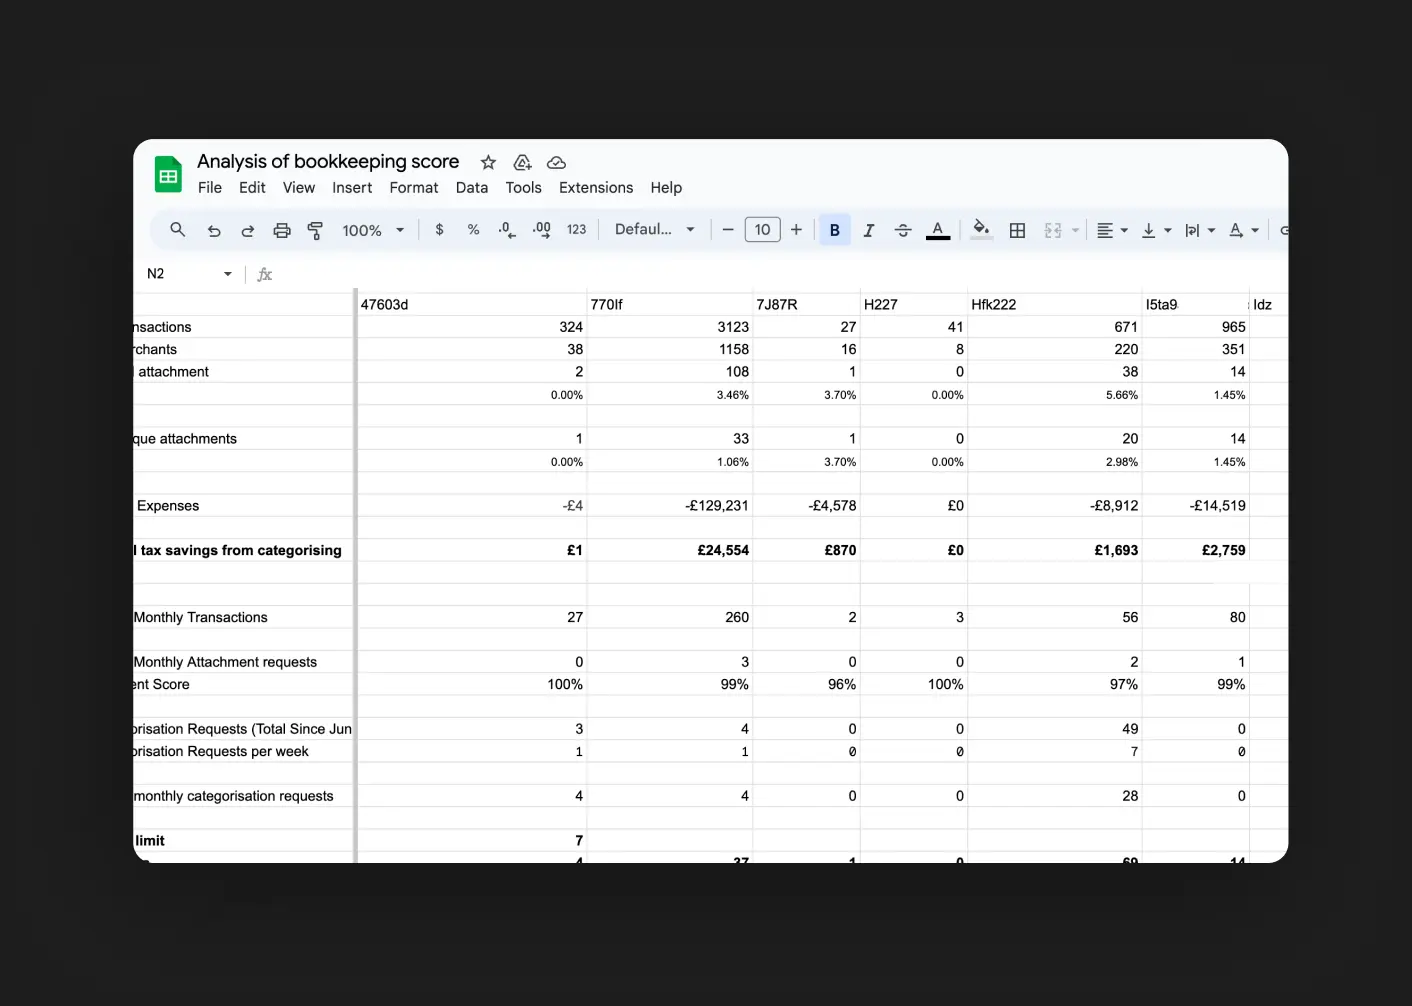 Analysis of bookkeeping score
File Edit View Insert Format Data Tools Extensions Help
100% $ % .0 .00 123 Defaul... − 10 + B I S A A
N2 fx
47603d 770lf 7J87R H227 Hfk222 I5ta9 ldz
nsactions 324 3123 27 41 671 965
rchants 38 1158 16 8 220 351
attachment 2 108 1 0 38 14
0.00% 3.46% 3.70% 0.00% 5.66% 1.45%
que attachments 1 33 1 0 20 14
0.00% 1.06% 3.70% 0.00% 2.98% 1.45%
Expenses -£4 -£129,231 -£4,578 £0 -£8,912 -£14,519
l tax savings from categorising £1 £24,554 £870 £0 £1,693 £2,759
Monthly Transactions 27 260 2 3 56 80
Monthly Attachment requests 0 3 0 0 2 1
ent Score 100% 99% 96% 100% 97% 99%
orisation Requests (Total Since Jun 3 4 0 0 49 0
orisation Requests per week 1 1 0 0 7 0
monthly categorisation requests 4 4 0 0 28 0
limit 7
4 37 1 0 69 14